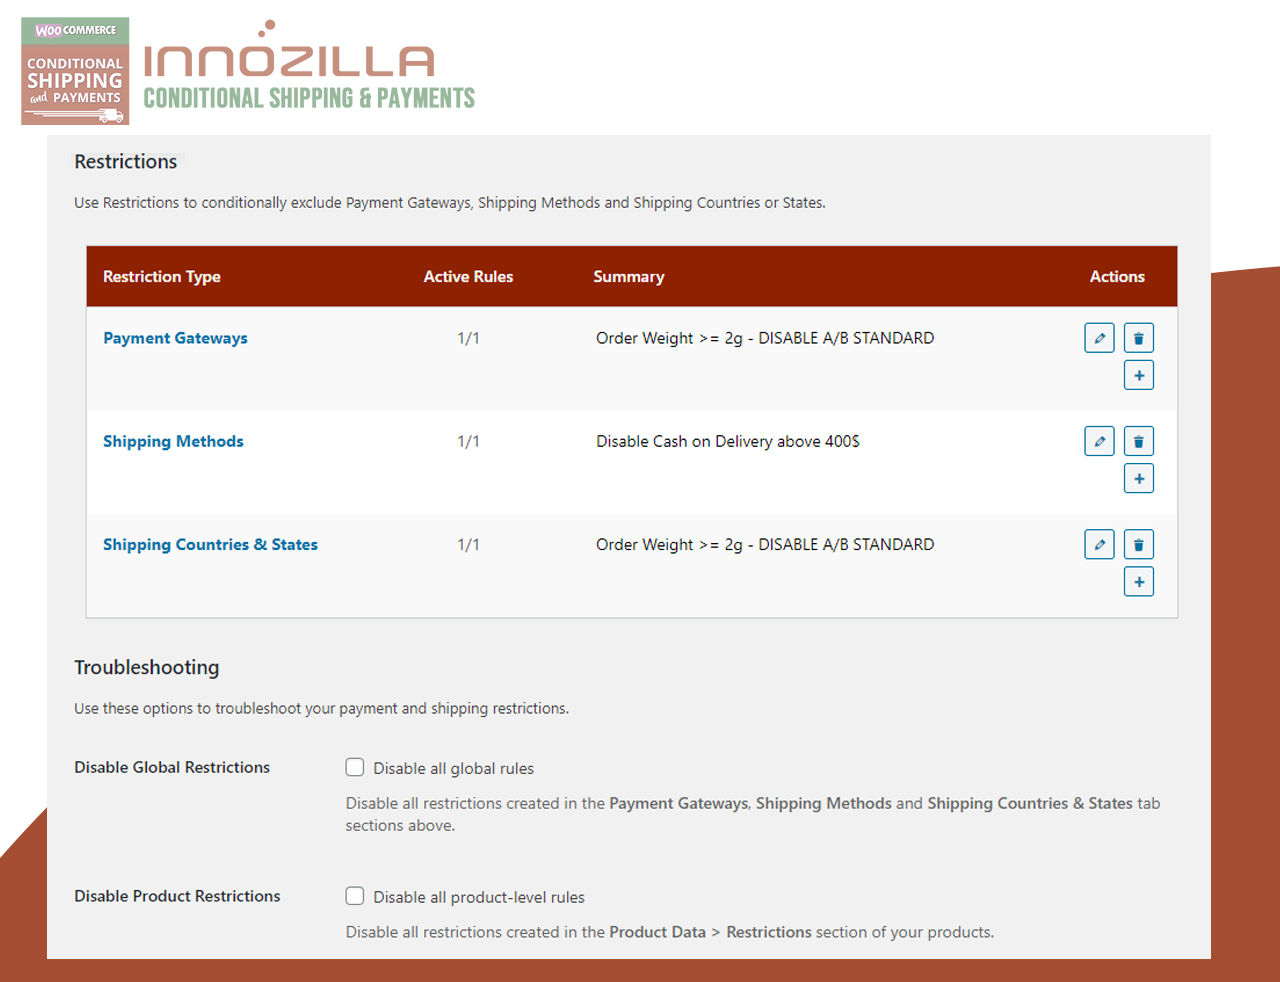 WOO COMMERCE
CONDITIONAL
SHIPPING
and PAYMENTS
INNOZILLA
CONDITIONAL SHIPPING & PAYMENTS
Restrictions
Use Restrictions to conditionally exclude Payment Gateways, Shipping Methods and Shipping Countries or States.
Restriction Type Active Rules Summary Actions
Payment Gateways 1/1 Order Weight >= 2g - DISABLE A/B STANDARD
Shipping Methods 1/1 Disable Cash on Delivery above 400$
Shipping Countries & States 1/1 Order Weight >= 2g - DISABLE A/B STANDARD
Troubleshooting
Use these options to troubleshoot your payment and shipping restrictions.
Disable Global Restrictions Disable all global rules
Disable all restrictions created in the Payment Gateways, Shipping Methods and Shipping Countries & States tab
sections above.
Disable Product Restrictions Disable all product-level rules
Disable all restrictions created in the Product Data > Restrictions section of your products.